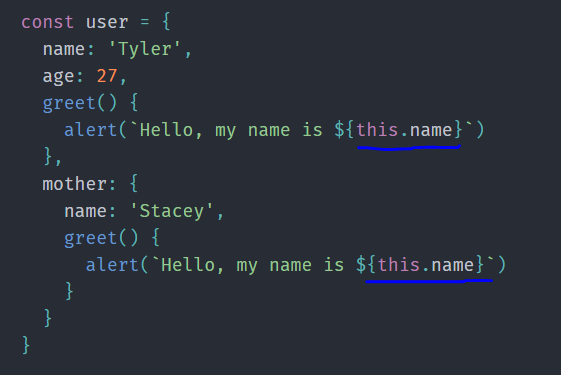 const user = {
  name: 'Tyler',
  age: 27,
  greet() {
    alert(`Hello, my name is ${this.name}`)
  },
  mother: {
    name: 'Stacey',
    greet() {
      alert(`Hello, my name is ${this.name}`)
    }
  }
}